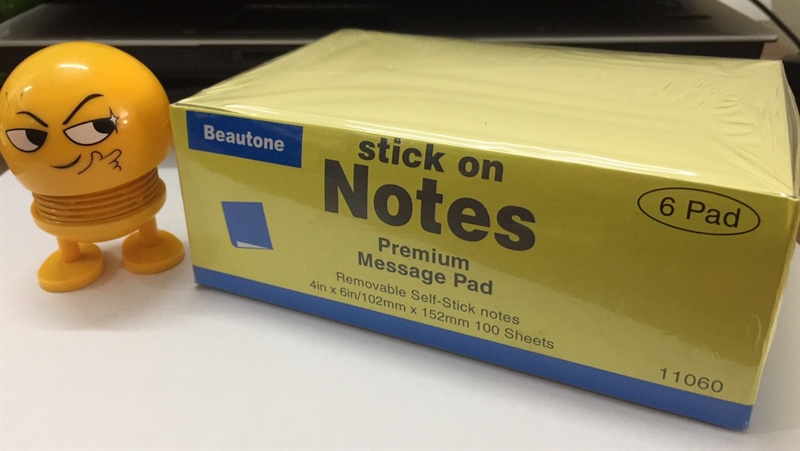 Beautone
stick on
Notes
Premium
Message Pad
Removable Self-Stick notes
4in x 6in/102mm x 152mm 100 Sheets
6 Pad
11060